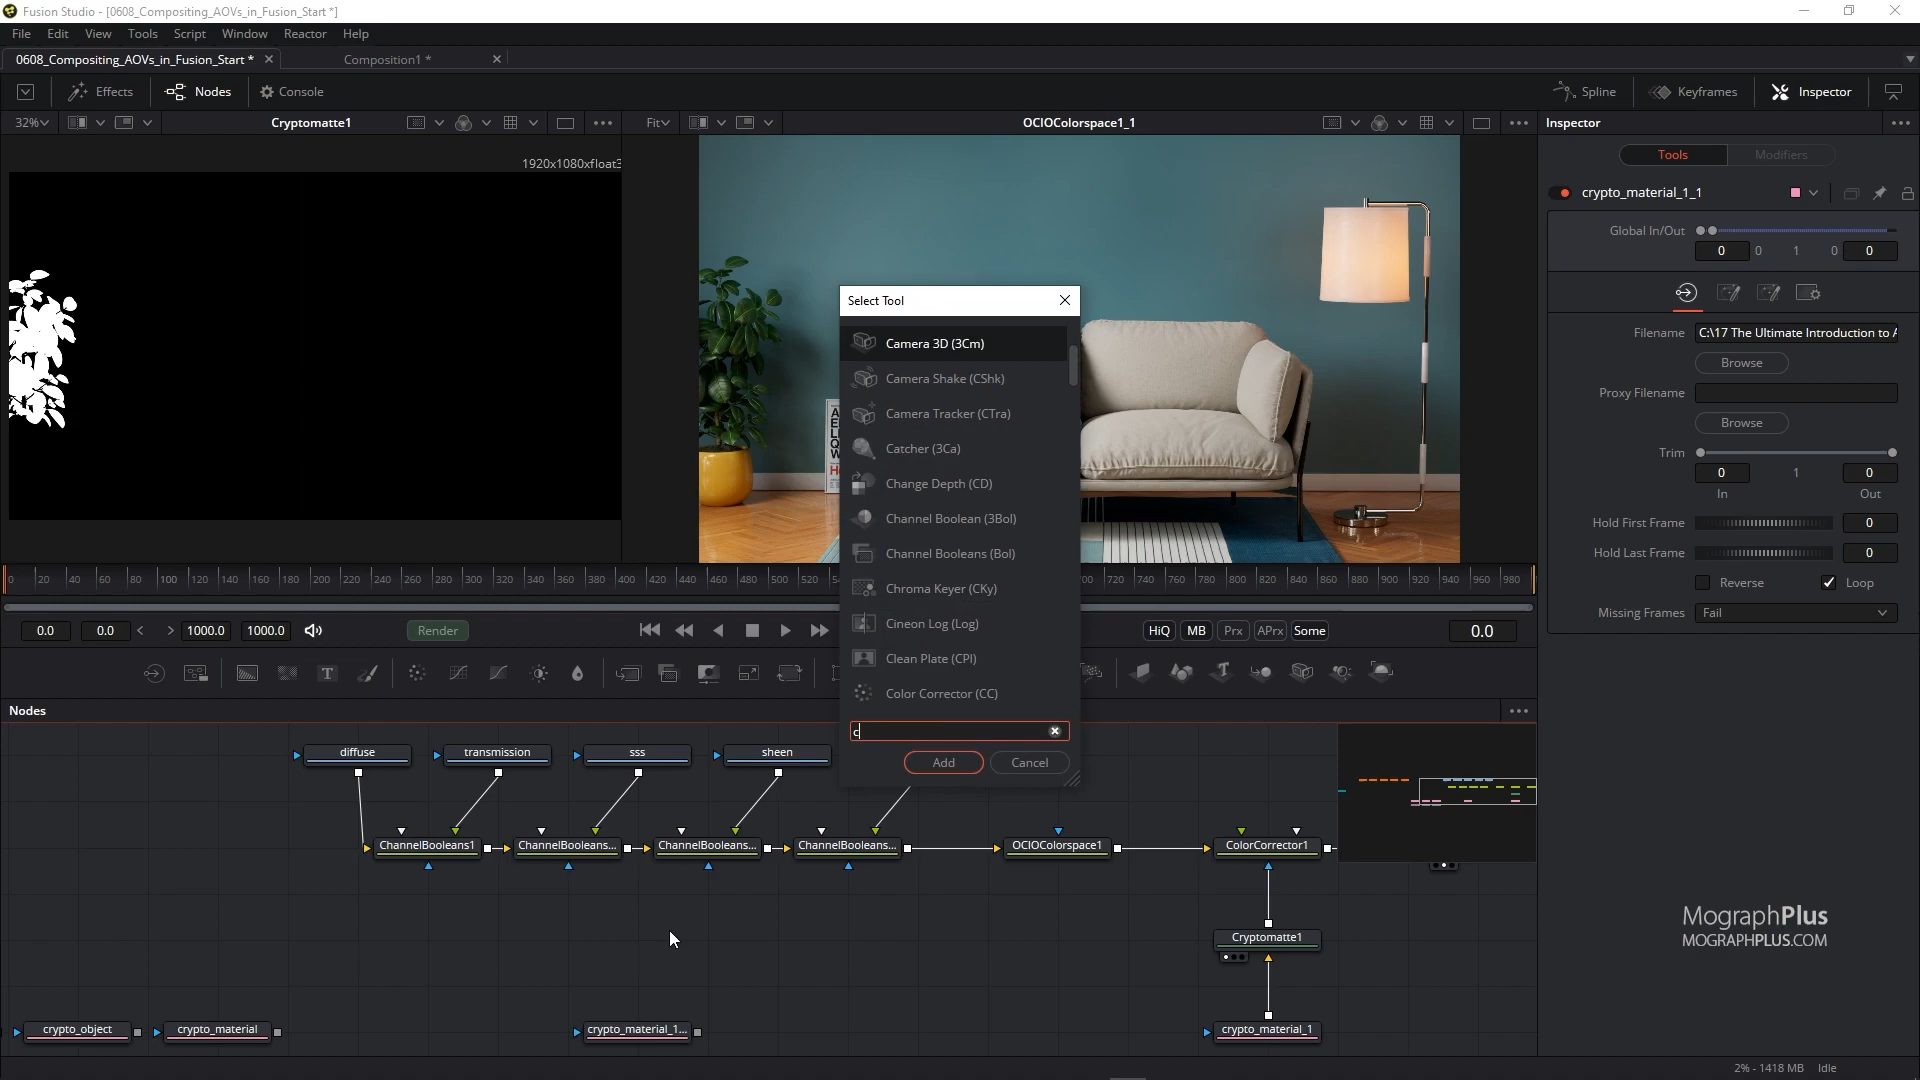 Fusion Studio - [0608_Compositing_AOVs_in_Fusion_Start *]
File Edit View Tools Script Window Reactor Help
0608_Compositing_AOVs_in_Fusion_Start * Composition1 *
Effects Nodes Console Spline Keyframes Inspector
32% Cryptomatte1 Fit OCIOColorspace1_1 Inspector
1920x1080xfloat3
Tools Modifiers
crypto_material_1_1
Global In/Out
0 0 1 0 0
Filename C:\17 The Ultimate Introduction to A
Browse
Proxy Filename
Browse
Trim
0 1 0
In Out
Hold First Frame 0
Hold Last Frame 0
Reverse Loop
Missing Frames Fail
Select Tool
Camera 3D (3Cm)
Camera Shake (CShk)
Camera Tracker (CTra)
Catcher (3Ca)
Change Depth (CD)
Channel Boolean (3Bol)
Channel Booleans (Bol)
Chroma Keyer (CKy)
Cineon Log (Log)
Clean Plate (CPl)
Color Corrector (CC)
c
Add Cancel
0 20 40 60 80 100 120 140 160 180 200 220 240 260 280 300 320 340 360 380 400 420 440 460 480 500 520 720 740 760 780 800 820 840 860 880 900 920 940 960 980
0.0 0.0 1000.0 1000.0 Render HiQ MB Prx APrx Some 0.0
Nodes
diffuse transmission sss sheen
ChannelBooleans1 ChannelBooleans... ChannelBooleans... ChannelBooleans... OCIOColorspace1 ColorCorrector1
Cryptomatte1
crypto_object crypto_material crypto_material_1... crypto_material_1
MographPlus
MOGRAPHPLUS.COM
2% - 1418 MB Idle